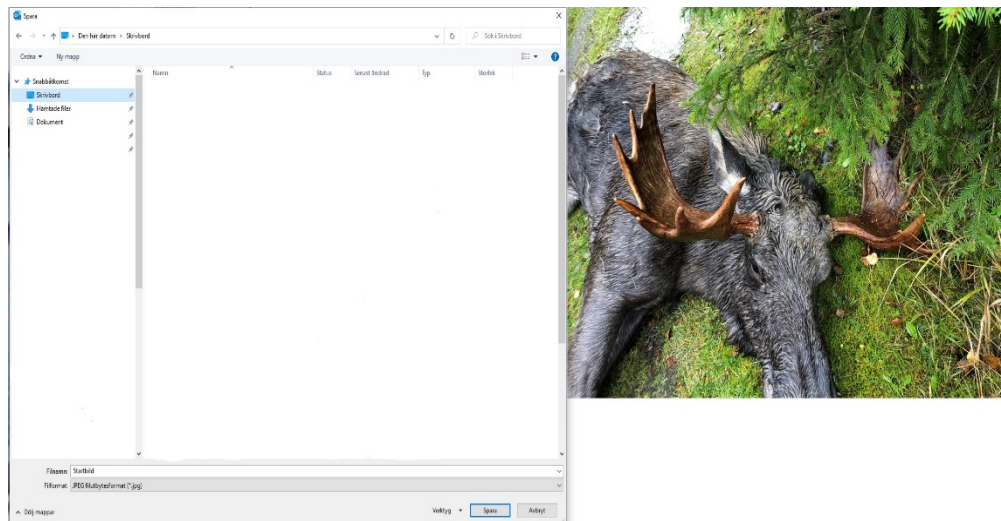 Spara
Den här datorn › Skrivbord
Sök i Skrivbord
Ordna Ny mapp
Namn Status Senast ändrad Typ Storlek
Snabbåtkomst
Skrivbord
Hämtade filer
Dokument
Filnamn: Startbild
Filformat: JPEG filutbytesformat (*.jpg)
Dölj mappar Verktyg Spara Avbryt